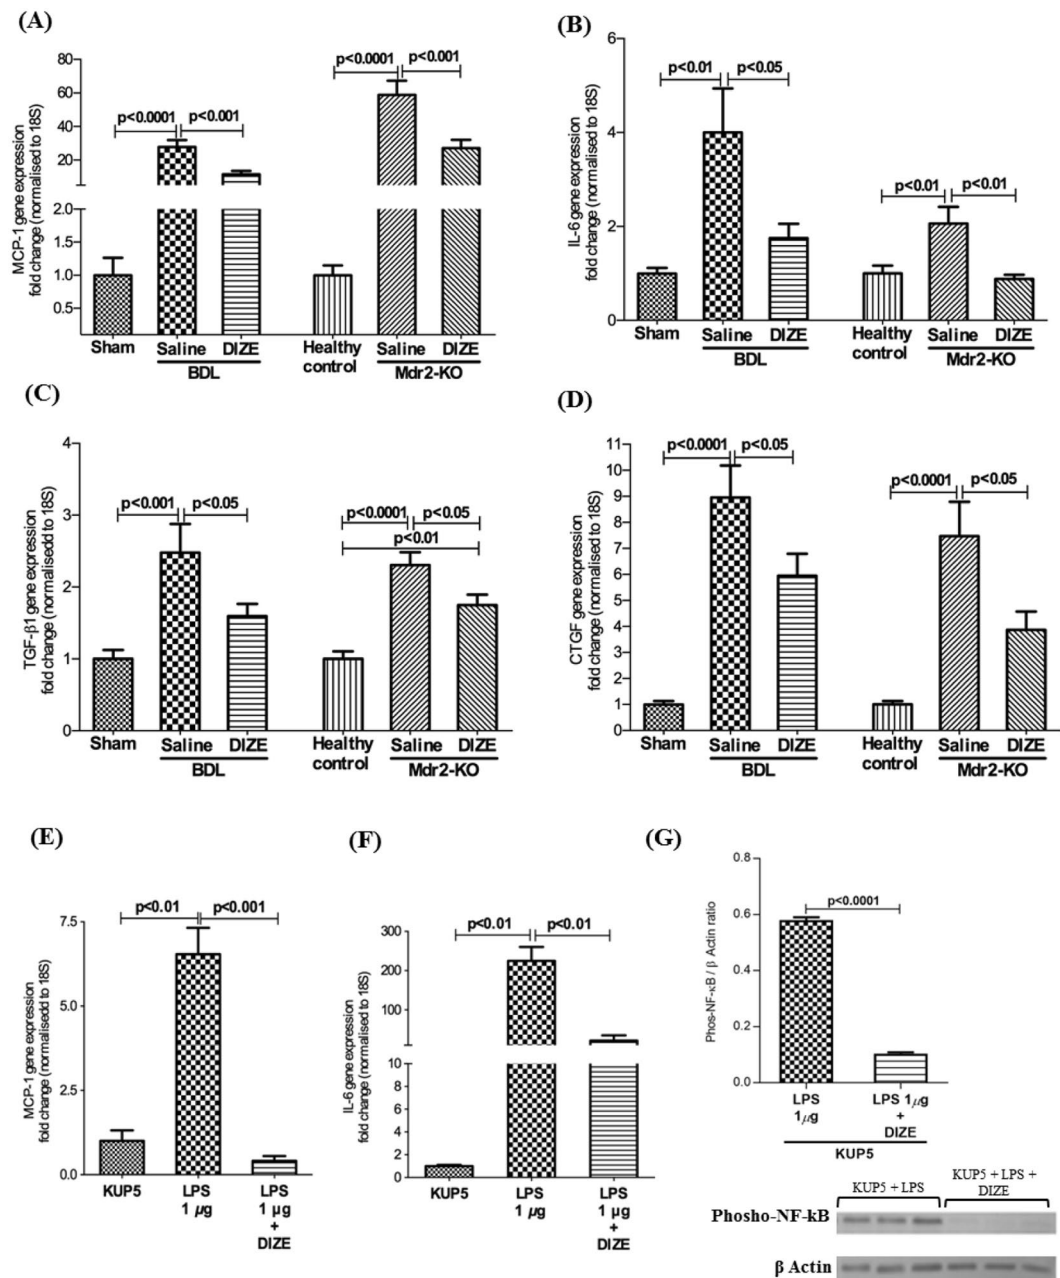 (A)
MCP-1 gene expression
fold change (normalised to 18S)
80
60
40
20
2.0
1.5
1.0
0.5
p<0.0001
p<0.001
p<0.0001
p<0.001
Sham
Saline
DIZE
BDL
Healthy
control
Saline
DIZE
Mdr2-KO
(B)
IL-6 gene expression
fold change (normalised to 18S)
6
4
2
0
p<0.01
p<0.05
p<0.01
p<0.01
Sham
Saline
DIZE
BDL
Healthy
control
Saline
DIZE
Mdr2-KO
(C)
TGF-β1 gene expression
fold change (normalisedd to 18S)
4
3
2
1
0
p<0.001
p<0.05
p<0.0001
p<0.05
p<0.01
Sham
Saline
DIZE
BDL
Healthy
control
Saline
DIZE
Mdr2-KO
(D)
CTGF gene expression
fold change (normalised to 18S)
11
10
9
8
7
6
5
4
3
2
1
0
p<0.0001
p<0.05
p<0.0001
p<0.05
Sham
Saline
DIZE
BDL
Healthy
control
Saline
DIZE
Mdr2-KO
(E)
MCP-1 gene expression
fold change (normalisedd to 18S)
7.5
5.0
2.5
0.0
p<0.01
p<0.001
KUP5
LPS
1 µg
LPS
1 µg
+
DIZE
(F)
IL-6 gene expression
fold change (normalised to 18S)
300
200
100
10
8
6
4
2
0
p<0.01
p<0.01
KUP5
LPS
1 µg
LPS
1 µg
+
DIZE
(G)
Phos-NF-κB / β Actin ratio
0.8
0.6
0.4
0.2
0.0
p<0.0001
LPS
1µg
LPS 1µg
+
DIZE
KUP5
KUP5 + LPS
KUP5 + LPS +
DIZE
Phosho-NF-kB
β Actin